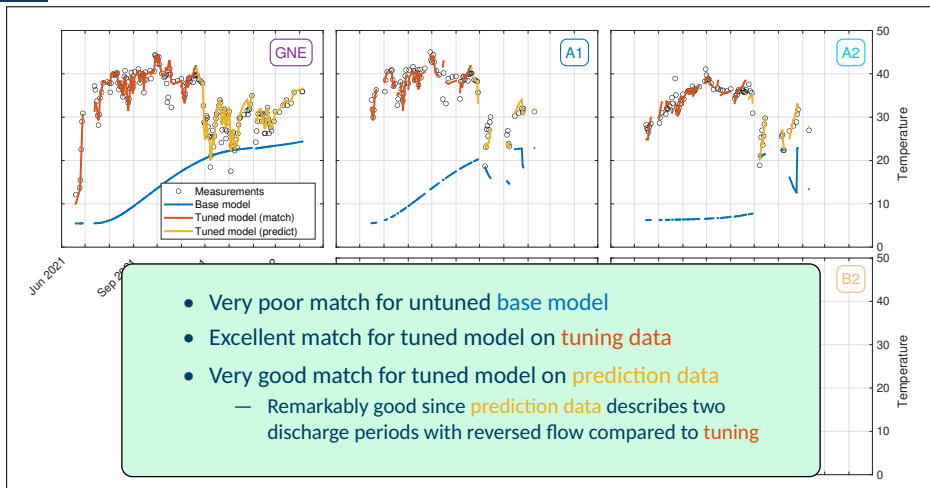 GNE
A1
A2
50
40
30
20
10
0
Temperature
Measurements
Base model
Tuned model (match)
Tuned model (predict)
Jun 2021
Sep
B2
50
40
30
20
10
0
Temperature
• Very poor match for untuned base model
• Excellent match for tuned model on tuning data
• Very good match for tuned model on prediction data
— Remarkably good since prediction data describes two
discharge periods with reversed flow compared to tuning